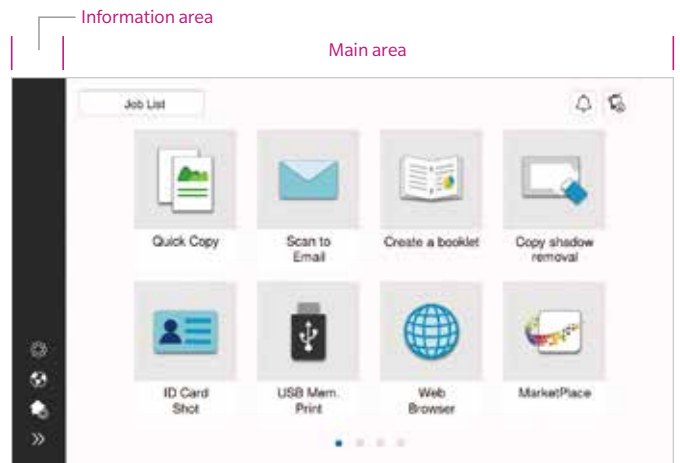 Information area
Main area
Job List
Quick Copy
Scan to
Email
Create a booklet
Copy shadow
removal
ID Card
Shot
USB Mem.
Print
Web
Browser
MarketPlace